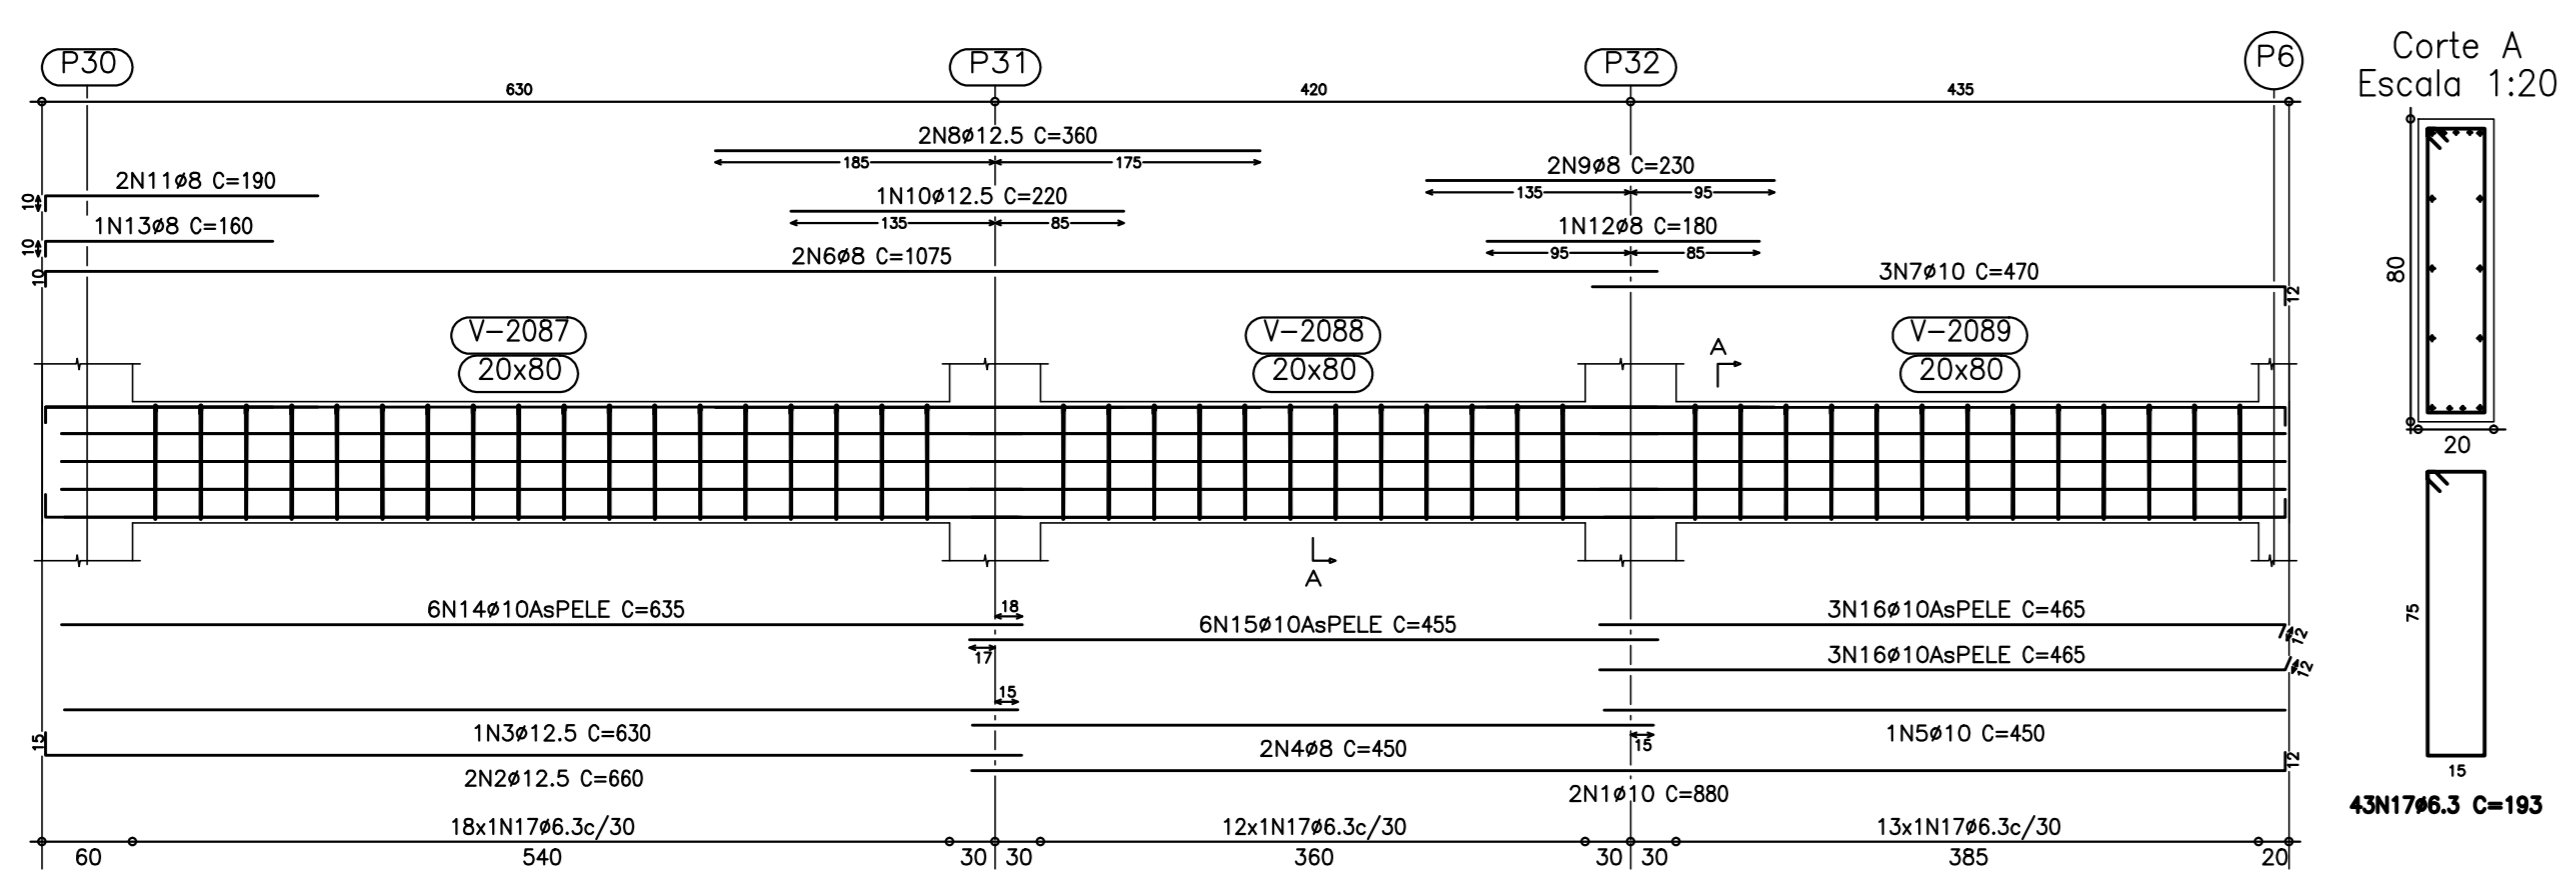 P30
P31
P32
P6
Corte A
Escala 1:20
630
420
435
2N8ø12.5 C=360
185
175
2N9ø8 C=230
135
95
2N11ø8 C=190
10
1N10ø12.5 C=220
135
85
1N12ø8 C=180
95
85
1N13ø8 C=160
10
2N6ø8 C=1075
10
3N7ø10 C=470
12
80
20
V-2087
20x80
V-2088
20x80
V-2089
20x80
A
A
6N14ø10AsPELE C=635
18
6N15ø10AsPELE C=455
17
3N16ø10AsPELE C=465
12
3N16ø10AsPELE C=465
12
75
15
1N3ø12.5 C=630
15
2N4ø8 C=450
15
1N5ø10 C=450
15
2N2ø12.5 C=660
12
2N1ø10 C=880
15
43N17ø6.3 C=193
18x1N17ø6.3c/30
12x1N17ø6.3c/30
13x1N17ø6.3c/30
60
540
30
30
360
30
30
385
20